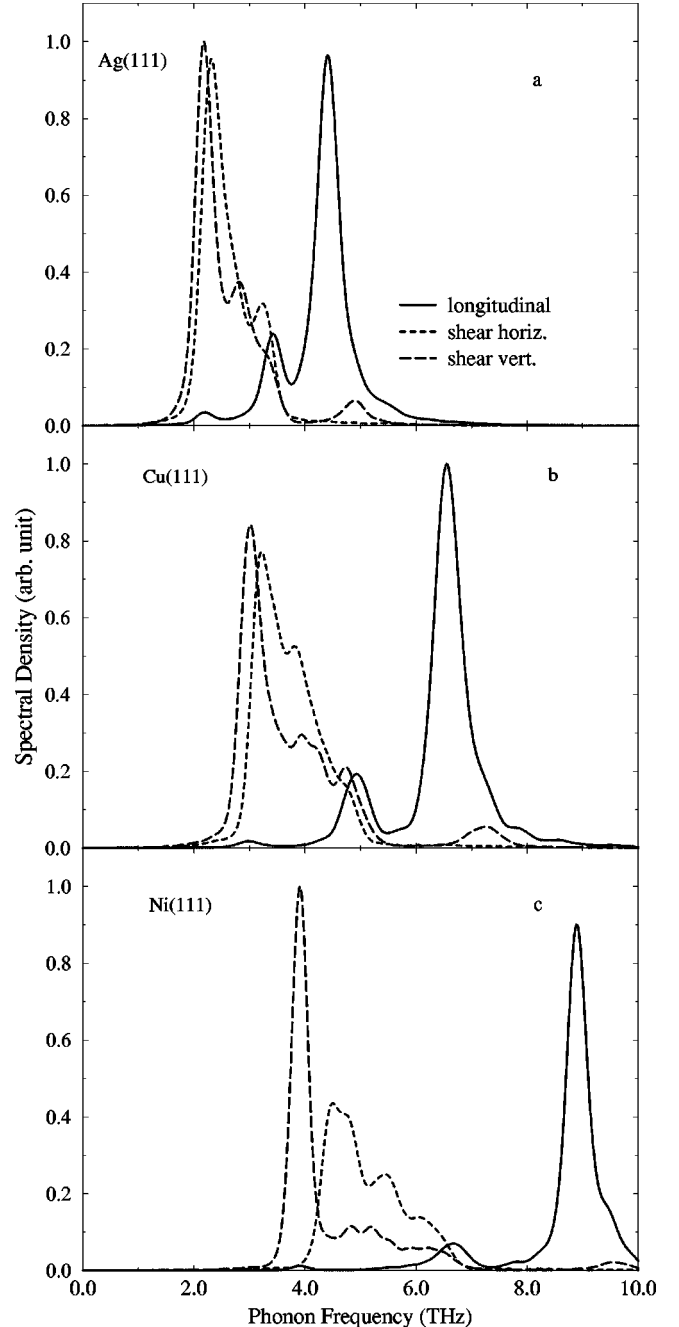 1.0
Ag(111)
a
0.8
0.6
0.4
longitudinal
shear horiz.
shear vert.
0.2
0.0
1.0
Cu(111)
b
0.8
0.6
0.4
0.2
0.0
Spectral Density (arb. unit)
1.0
Ni(111)
c
0.8
0.6
0.4
0.2
0.0
0.0 2.0 4.0 6.0 8.0 10.0
Phonon Frequency (THz)